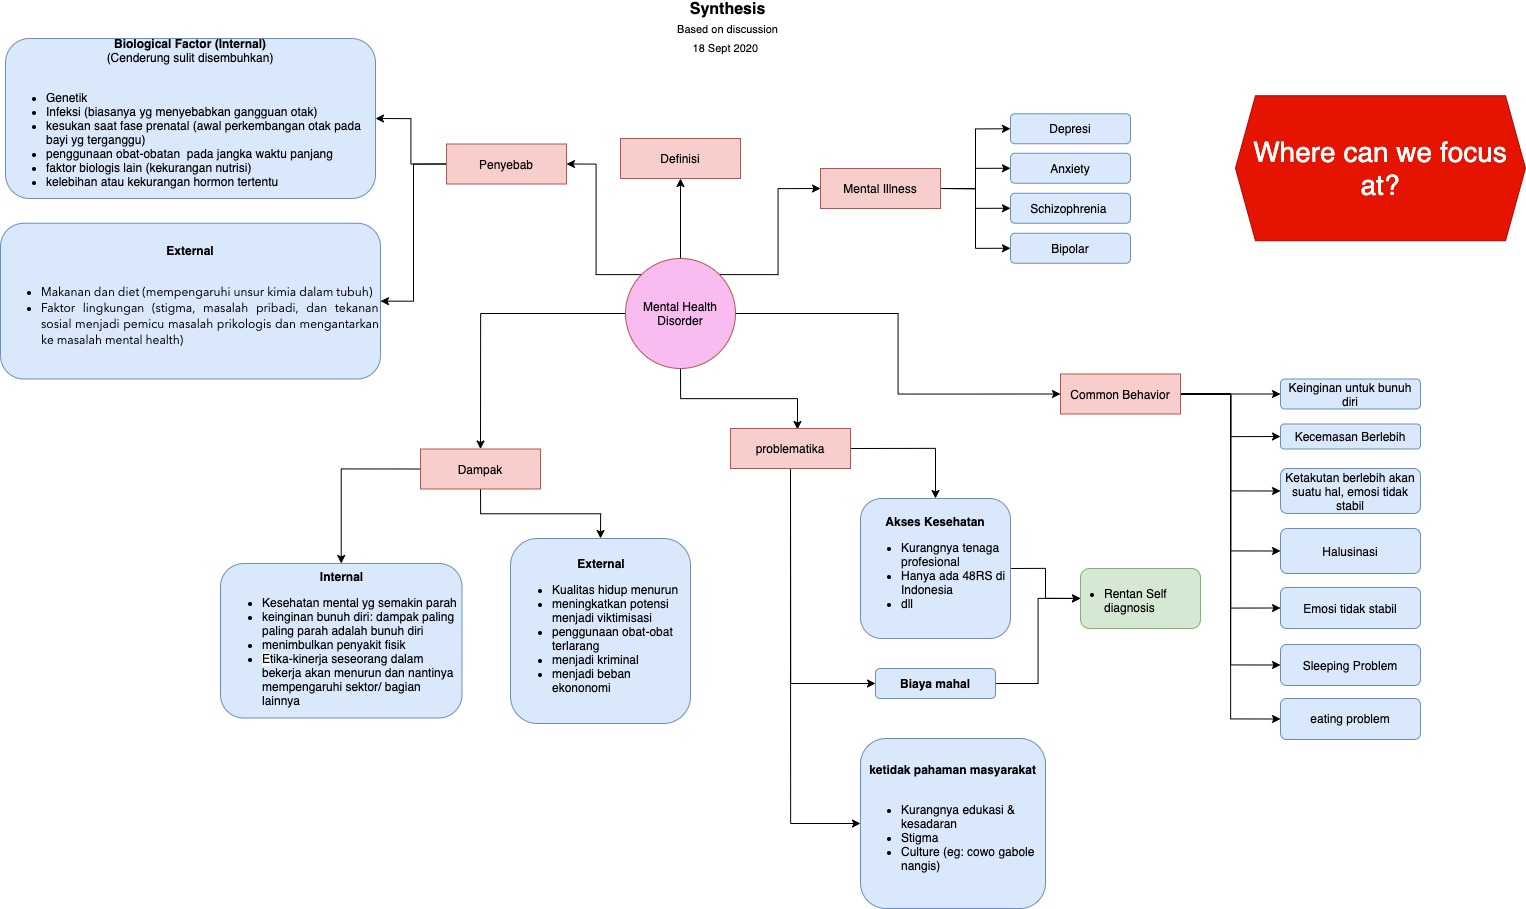 Synthesis
Based on discussion
18 Sept 2020
Biological Factor (Internal)
(Cenderung sulit disembuhkan)
Genetik
Infeksi (biasanya yg menyebabkan gangguan otak)
kesukan saat fase prenatal (awal perkembangan otak pada
bayi yg terganggu)
penggunaan obat-obatan pada jangka waktu panjang
faktor biologis lain (kekurangan nutrisi)
kelebihan atau kekurangan hormon tertentu
External
Makanan dan diet (mempengaruhi unsur kimia dalam tubuh)
Faktor lingkungan (stigma, masalah pribadi, dan tekanan
sosial menjadi pemicu masalah prikologis dan mengantarkan
ke masalah mental health)
Penyebab
Definisi
Mental Illness
Depresi
Anxiety
Schizophrenia
Bipolar
Where can we focus
at?
Mental Health
Disorder
Common Behavior
Keinginan untuk bunuh
diri
Kecemasan Berlebih
Ketakutan berlebih akan
suatu hal, emosi tidak
stabil
Halusinasi
Emosi tidak stabil
Sleeping Problem
eating problem
Dampak
Internal
Kesehatan mental yg semakin parah
keinginan bunuh diri: dampak paling
paling parah adalah bunuh diri
menimbulkan penyakit fisik
Etika-kinerja seseorang dalam
bekerja akan menurun dan nantinya
mempengaruhi sektor/ bagian
lainnya
External
Kualitas hidup menurun
meningkatkan potensi
menjadi viktimisasi
penggunaan obat-obat
terlarang
menjadi kriminal
menjadi beban
ekononomi
problematika
Akses Kesehatan
Kurangnya tenaga
profesional
Hanya ada 48RS di
Indonesia
dll
Rentan Self
diagnosis
Biaya mahal
ketidak pahaman masyarakat
Kurangnya edukasi &
kesadaran
Stigma
Culture (eg: cowo gabole
nangis)